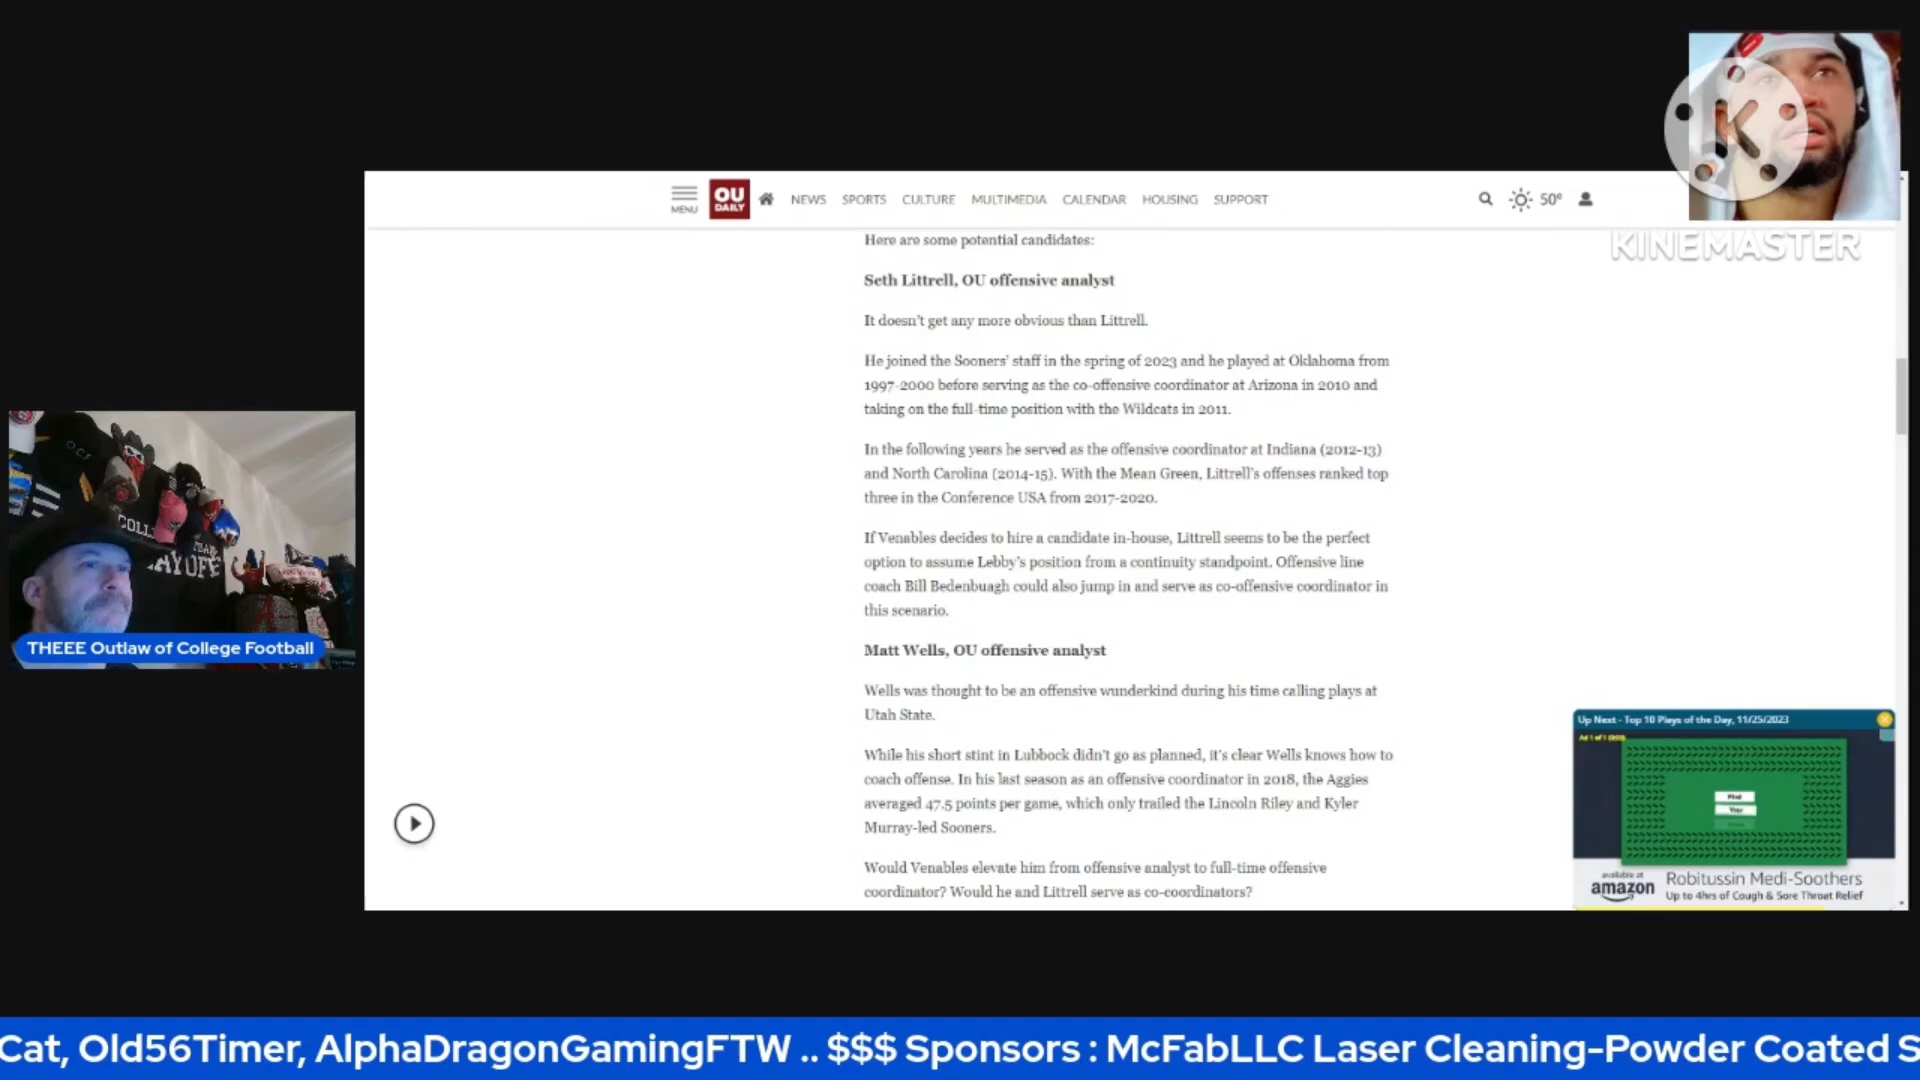 KINEMASTER
MENU
OU
DAILY
NEWS SPORTS CULTURE MULTIMEDIA CALENDAR HOUSING SUPPORT
50°
Here are some potential candidates:
Seth Littrell, OU offensive analyst
It doesn't get any more obvious than Littrell.
He joined the Sooners' staff in the spring of 2023 and he played at Oklahoma from
1997-2000 before serving as the co-offensive coordinator at Arizona in 2010 and
taking on the full-time position with the Wildcats in 2011.
In the following years he served as the offensive coordinator at Indiana (2012-13)
and North Carolina (2014-15). With the Mean Green, Littrell's offenses ranked top
three in the Conference USA from 2017-2020.
If Venables decides to hire a candidate in-house, Littrell seems to be the perfect
option to assume Lebby's position from a continuity standpoint. Offensive line
coach Bill Bedenbuagh could also jump in and serve as co-offensive coordinator in
this scenario.
Matt Wells, OU offensive analyst
Wells was thought to be an offensive wunderkind during his time calling plays at
Utah State.
While his short stint in Lubbock didn't go as planned, it's clear Wells knows how to
coach offense. In his last season as an offensive coordinator in 2018, the Aggies
averaged 47.5 points per game, which only trailed the Lincoln Riley and Kyler
Murray-led Sooners.
Would Venables elevate him from offensive analyst to full-time offensive
coordinator? Would he and Littrell serve as co-coordinators?
THEEE Outlaw of College Football
Up Next - Top 10 Plays of the Day, 11/25/2023
Find
Your
available at
amazon
Robitussin Medi-Soothers
Up to 4hrs of Cough & Sore Throat Relief
Cat, Old56Timer, AlphaDragonGamingFTW .. $$$ Sponsors : McFabLLC Laser Cleaning-Powder Coated S